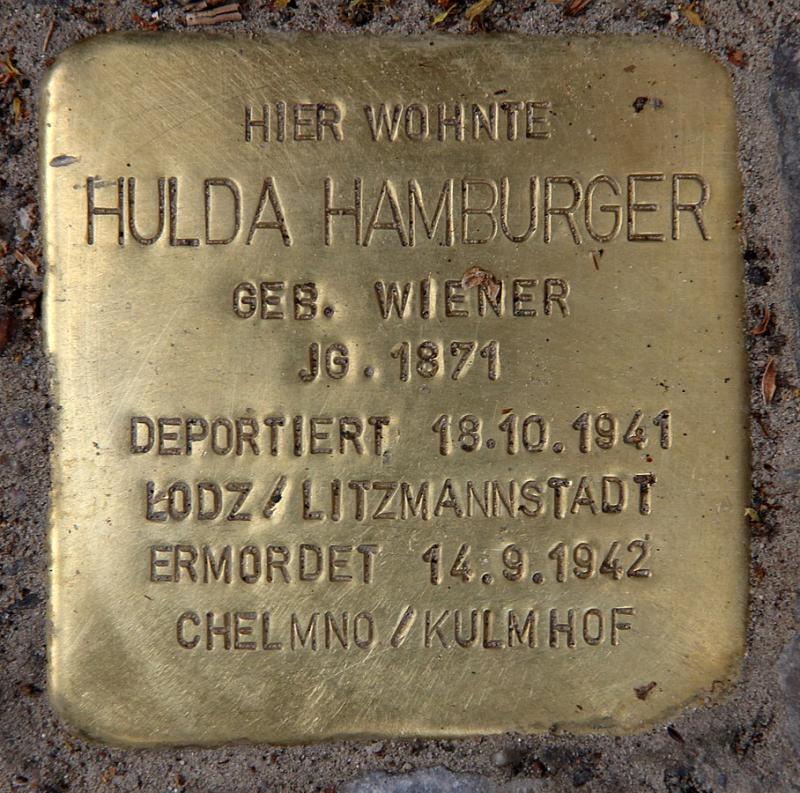 HIER WOHNTE
HULDA HAMBURGER
GEB. WIENER
JG. 1871
DEPORTIERT 18.10.1941
ŁODZ/LITZMANNSTADT
ERMORDET 14.9.1942
CHELMNO/KULMHOF